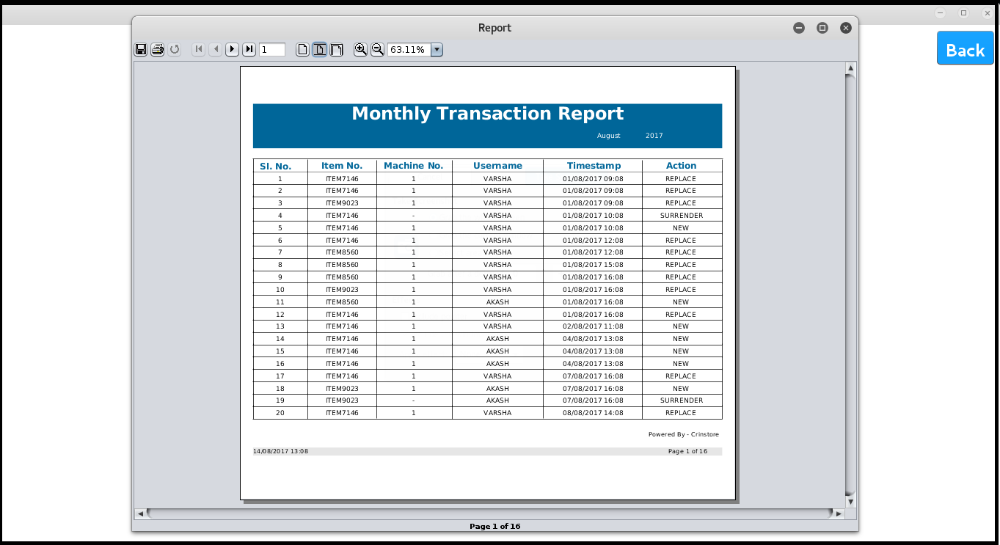 Report
Back
1
63.11%
Monthly Transaction Report
August 2017
Sl. No. Item No. Machine No. Username Timestamp Action
1 ITEM7146 1 VARSHA 01/08/2017 09:08 REPLACE
2 ITEM7146 1 VARSHA 01/08/2017 09:08 REPLACE
3 ITEM9023 1 VARSHA 01/08/2017 09:08 REPLACE
4 ITEM7146 - VARSHA 01/08/2017 10:08 SURRENDER
5 ITEM7146 1 VARSHA 01/08/2017 10:08 NEW
6 ITEM7146 1 VARSHA 01/08/2017 12:08 REPLACE
7 ITEM8560 1 VARSHA 01/08/2017 12:08 REPLACE
8 ITEM8560 1 VARSHA 01/08/2017 15:08 REPLACE
9 ITEM8560 1 VARSHA 01/08/2017 16:08 REPLACE
10 ITEM9023 1 VARSHA 01/08/2017 16:08 REPLACE
11 ITEM8560 1 AKASH 01/08/2017 16:08 NEW
12 ITEM7146 1 VARSHA 01/08/2017 16:08 REPLACE
13 ITEM7146 1 VARSHA 02/08/2017 11:08 NEW
14 ITEM7146 1 AKASH 04/08/2017 13:08 NEW
15 ITEM7146 1 AKASH 04/08/2017 13:08 NEW
16 ITEM7146 1 AKASH 04/08/2017 13:08 NEW
17 ITEM7146 1 VARSHA 07/08/2017 16:08 REPLACE
18 ITEM9023 1 AKASH 07/08/2017 16:08 NEW
19 ITEM9023 - AKASH 07/08/2017 16:08 SURRENDER
20 ITEM7146 1 VARSHA 08/08/2017 14:08 REPLACE
Powered By - Crinstore
14/08/2017 13:08 Page 1 of 16
Page 1 of 16